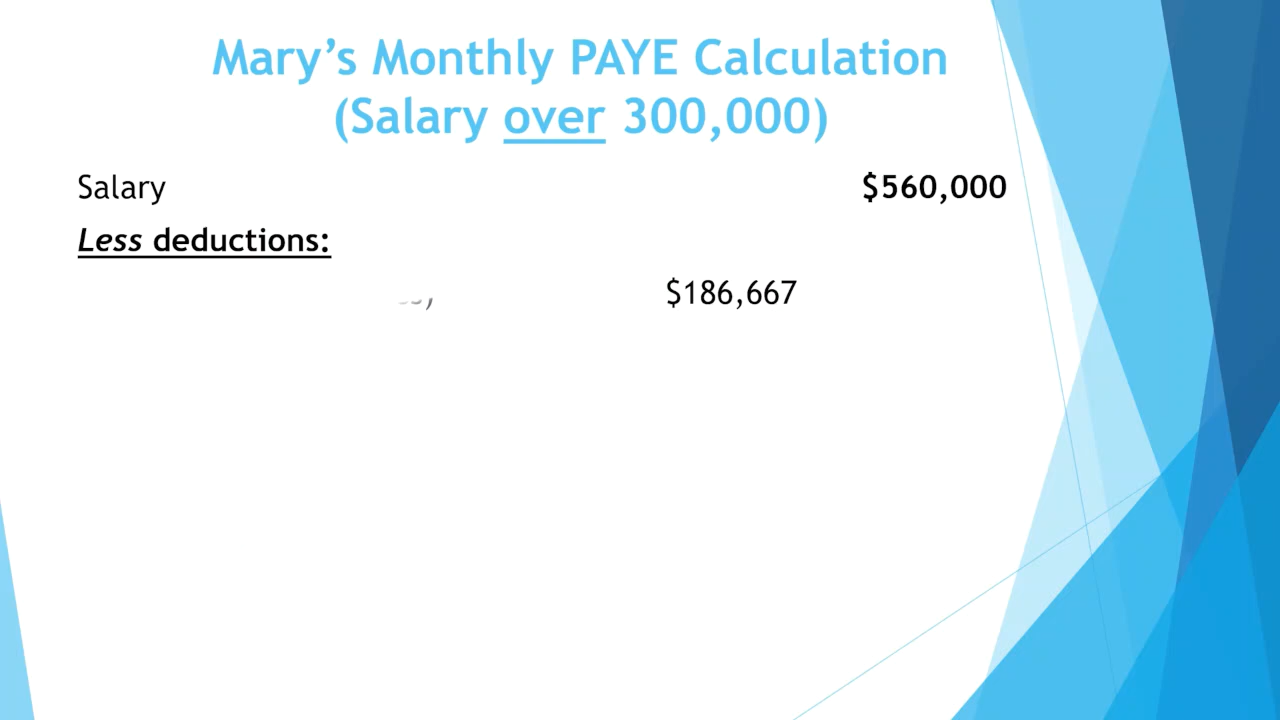 Mary’s Monthly PAYE Calculation
(Salary over 300,000)
Salary $560,000
Less deductions:
$186,667